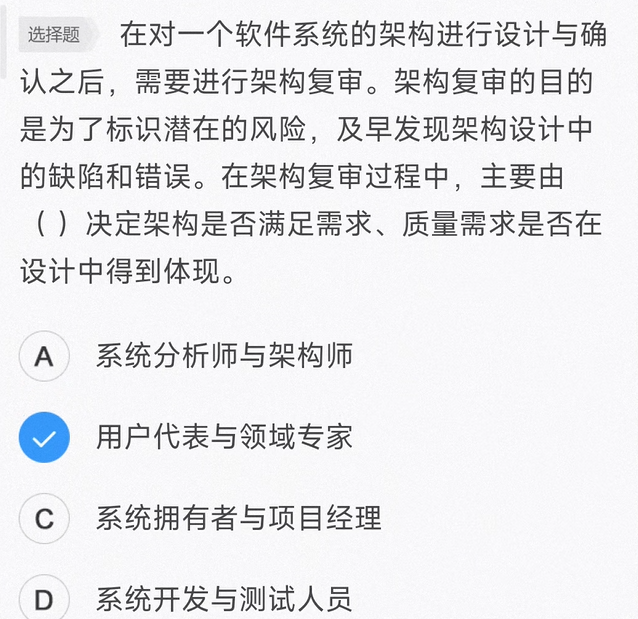 选择题 在对一个软件系统的架构进行设计与确
认之后，需要进行架构复审。架构复审的目的
是为了标识潜在的风险，及早发现架构设计中
的缺陷和错误。在架构复审过程中，主要由
（ ）决定架构是否满足需求、质量需求是否在
设计中得到体现。
A 系统分析师与架构师
用户代表与领域专家
C 系统拥有者与项目经理
D 系统开发与测试人员